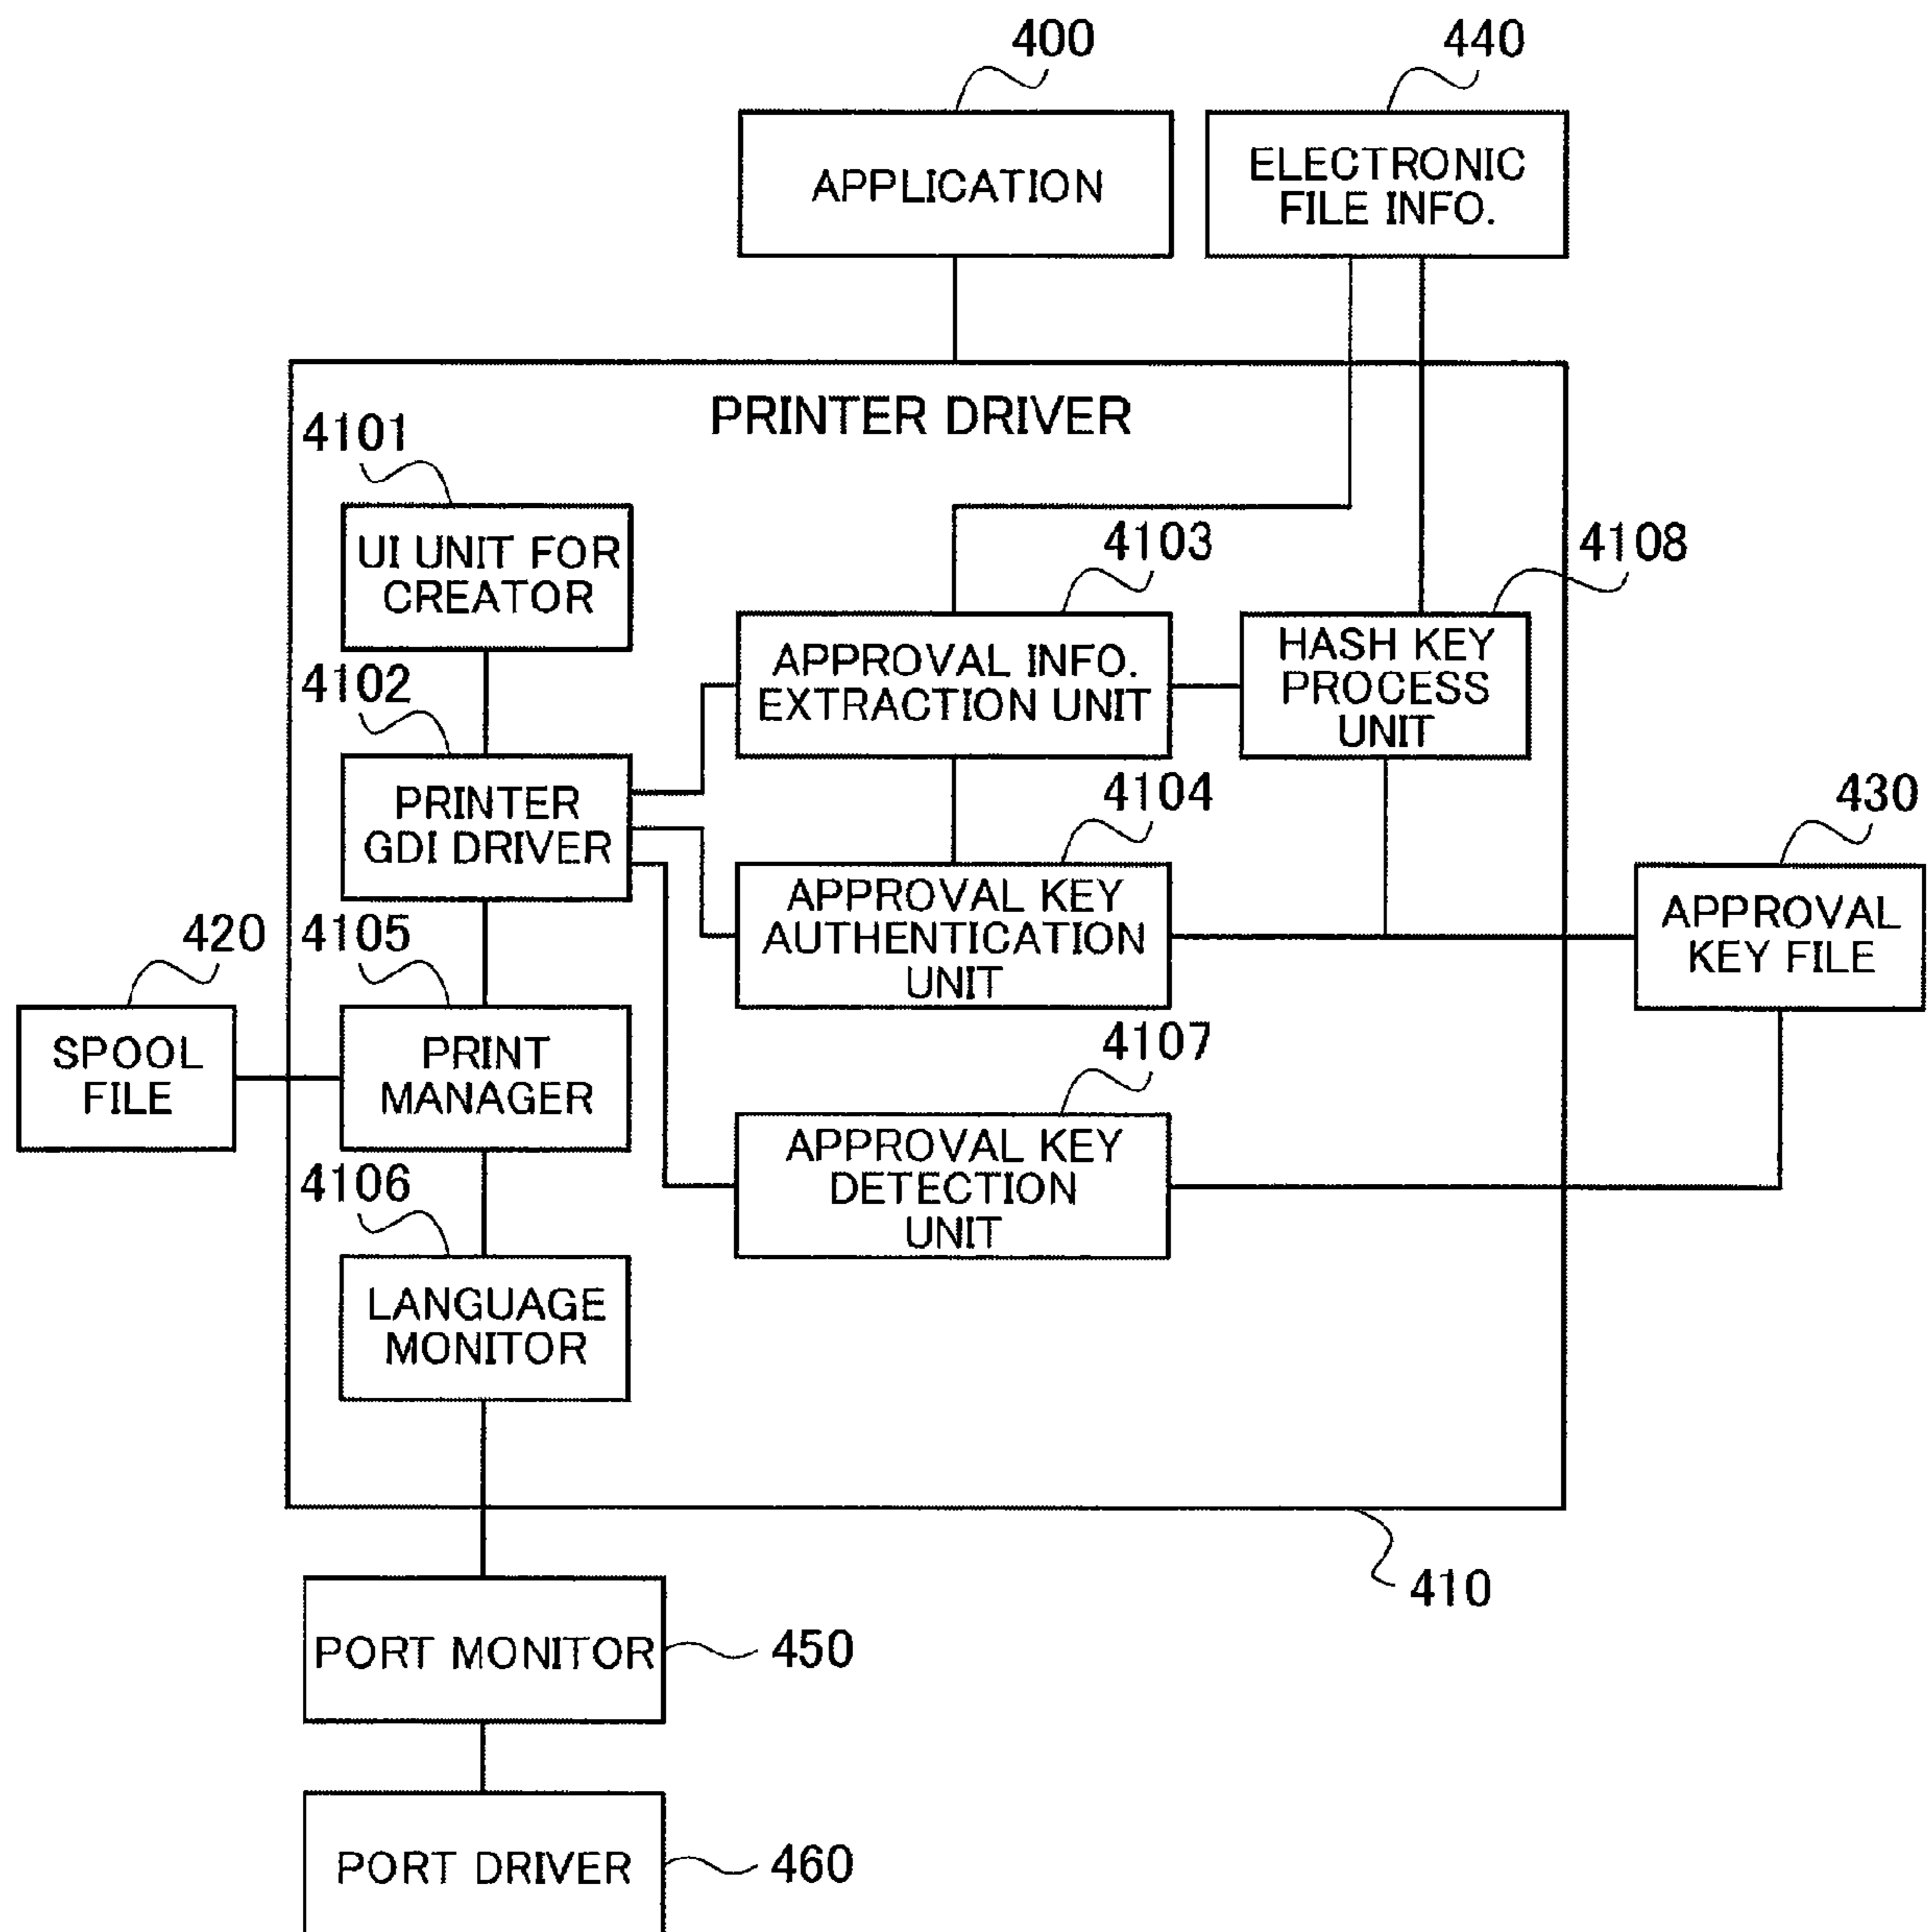 400
440
APPLICATION
ELECTRONIC
FILE INFO.
PRINTER DRIVER
4101
UI UNIT FOR
CREATOR
4103
4108
APPROVAL INFO.
EXTRACTION UNIT
HASH KEY
PROCESS
UNIT
4102
PRINTER
GDI DRIVER
4104
430
APPROVAL KEY
AUTHENTICATION
UNIT
APPROVAL
KEY FILE
420
4105
SPOOL
FILE
PRINT
MANAGER
4107
APPROVAL KEY
DETECTION
UNIT
4106
LANGUAGE
MONITOR
410
PORT MONITOR
450
PORT DRIVER
460